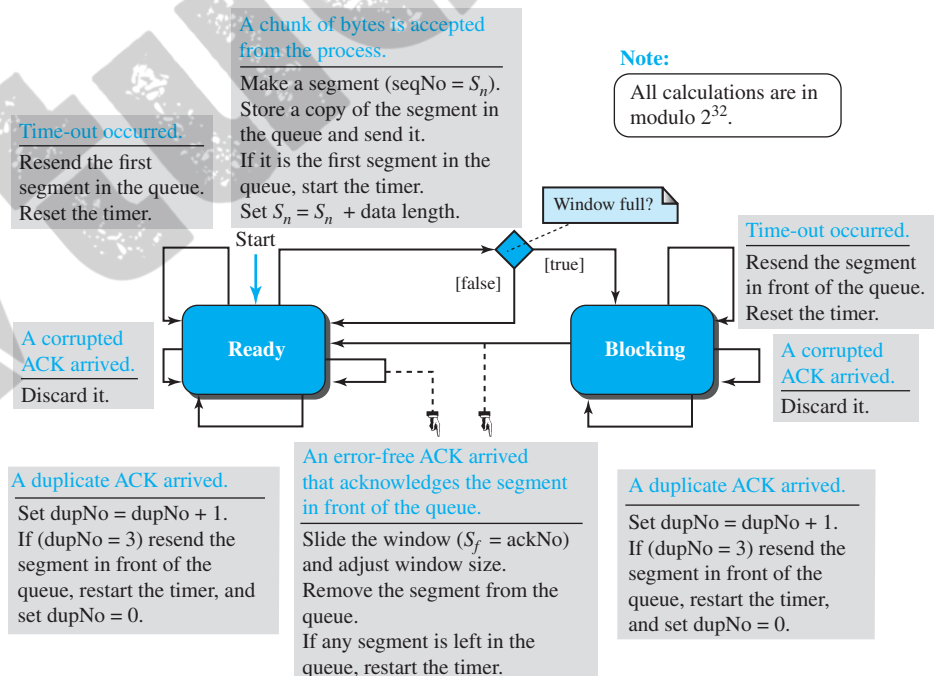 A chunk of bytes is accepted
from the process.
Make a segment (seqNo = Sn).
Store a copy of the segment in
the queue and send it.
If it is the first segment in the
queue, start the timer.
Set Sn = Sn + data length.
Note:
All calculations are in
modulo 2^32.
Time-out occurred.
Resend the first
segment in the queue.
Reset the timer.
Window full?
Start
[false]
[true]
Time-out occurred.
Resend the segment
in front of the queue.
Reset the timer.
A corrupted
ACK arrived.
Discard it.
Ready
Blocking
A corrupted
ACK arrived.
Discard it.
A duplicate ACK arrived.
Set dupNo = dupNo + 1.
If (dupNo = 3) resend the
segment in front of the
queue, restart the timer, and
set dupNo = 0.
An error-free ACK arrived
that acknowledges the segment
in front of the queue.
Slide the window (Sf = ackNo)
and adjust window size.
Remove the segment from the
queue.
If any segment is left in the
queue, restart the timer.
A duplicate ACK arrived.
Set dupNo = dupNo + 1.
If (dupNo = 3) resend the
segment in front of the
queue, restart the timer,
and set dupNo = 0.